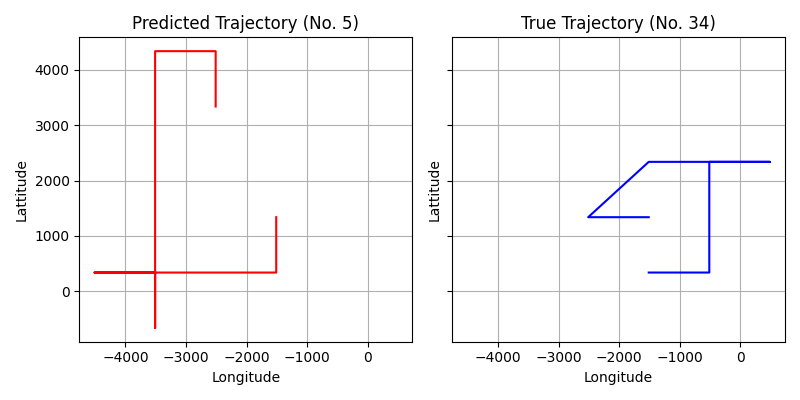 Predicted Trajectory (No. 5)
True Trajectory (No. 34)
4000
3000
2000
1000
0
Lattitude
Lattitude
−4000 −3000 −2000 −1000 0
−4000 −3000 −2000 −1000 0
Longitude
Longitude